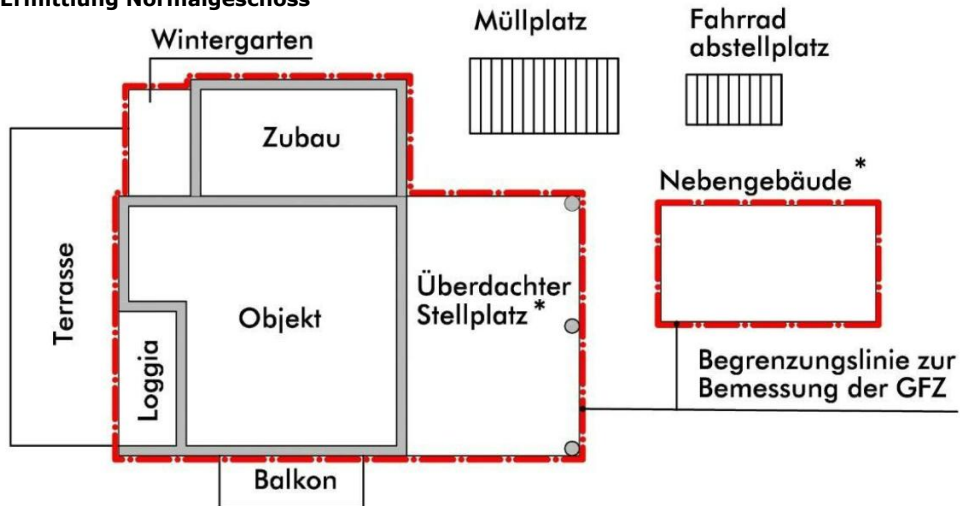 Ermittlung Normalgeschoss
Müllplatz
Fahrrad
abstellplatz
Wintergarten
Zubau
Nebengebäude*
Terrasse
Objekt
Überdachter
Stellplatz*
Loggia
Begrenzungslinie zur
Bemessung der GFZ
Balkon